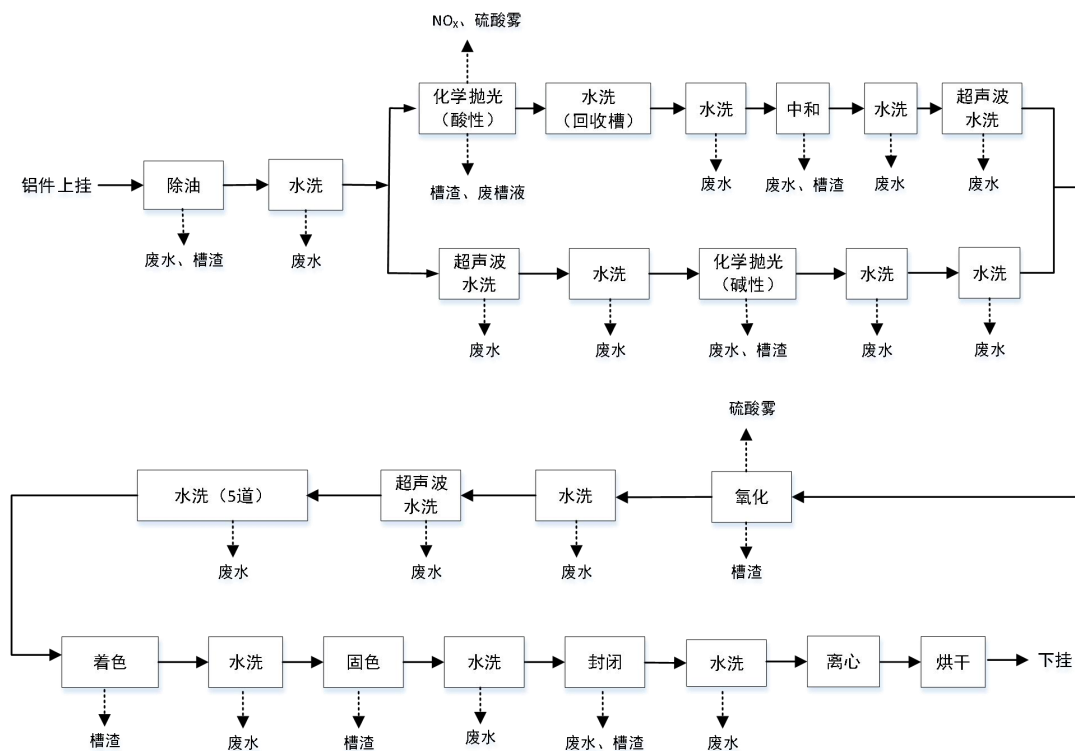 NOₓ、硫酸雾
化学抛光
（酸性）
水洗
（回收槽）
水洗
中和
水洗
超声波
水洗
槽渣、废槽液
废水
废水、槽渣
废水
废水
铝件上挂
除油
水洗
废水、槽渣
废水
超声波
水洗
水洗
化学抛光
（碱性）
水洗
水洗
废水
废水
废水、槽渣
废水
废水
硫酸雾
水洗（5道）
超声波
水洗
水洗
氧化
废水
废水
废水
槽渣
着色
水洗
固色
水洗
封闭
水洗
离心
烘干
下挂
槽渣
废水
槽渣
废水
废水、槽渣
废水